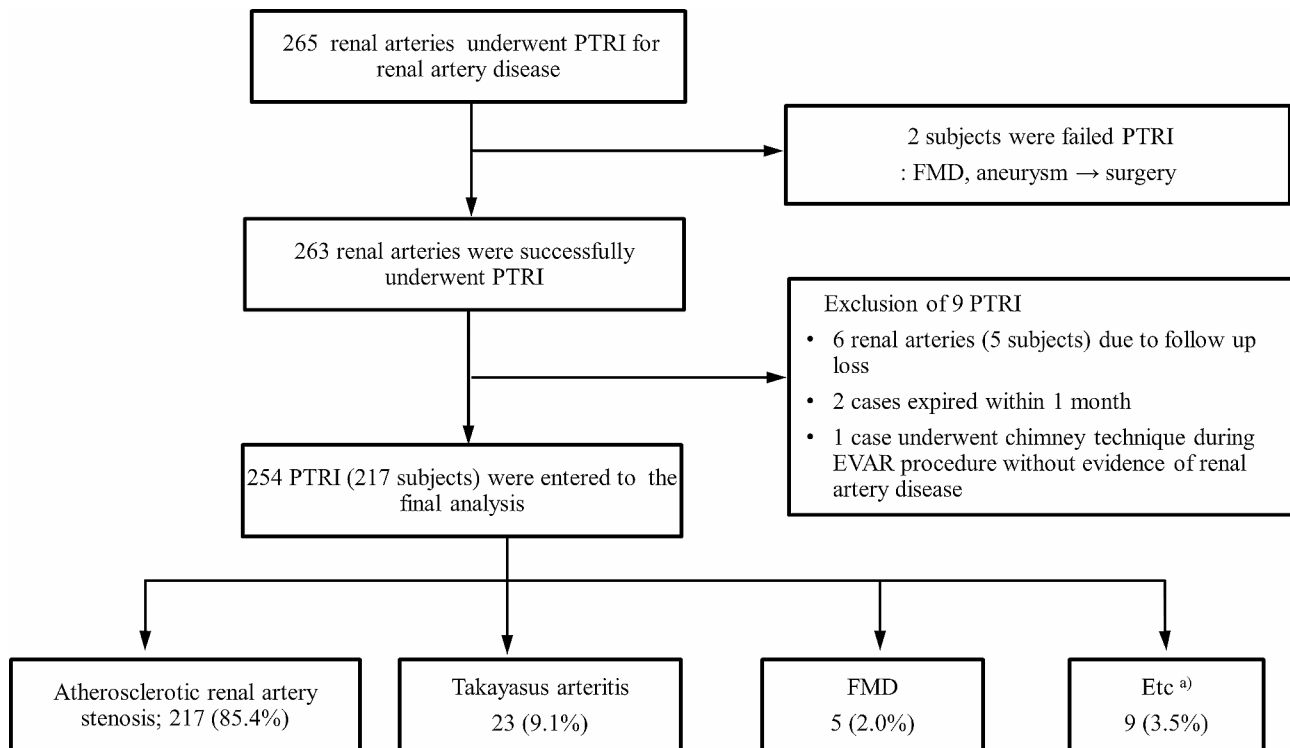 265 renal arteries underwent PTRI for
renal artery disease
2 subjects were failed PTRI
: FMD, aneurysm → surgery
263 renal arteries were successfully
underwent PTRI
Exclusion of 9 PTRI
• 6 renal arteries (5 subjects) due to follow up
loss
• 2 cases expired within 1 month
• 1 case underwent chimney technique during
EVAR procedure without evidence of renal
artery disease
254 PTRI (217 subjects) were entered to the
final analysis
Atherosclerotic renal artery
stenosis; 217 (85.4%)
Takayasus arteritis
23 (9.1%)
FMD
5 (2.0%)
Etc a)
9 (3.5%)